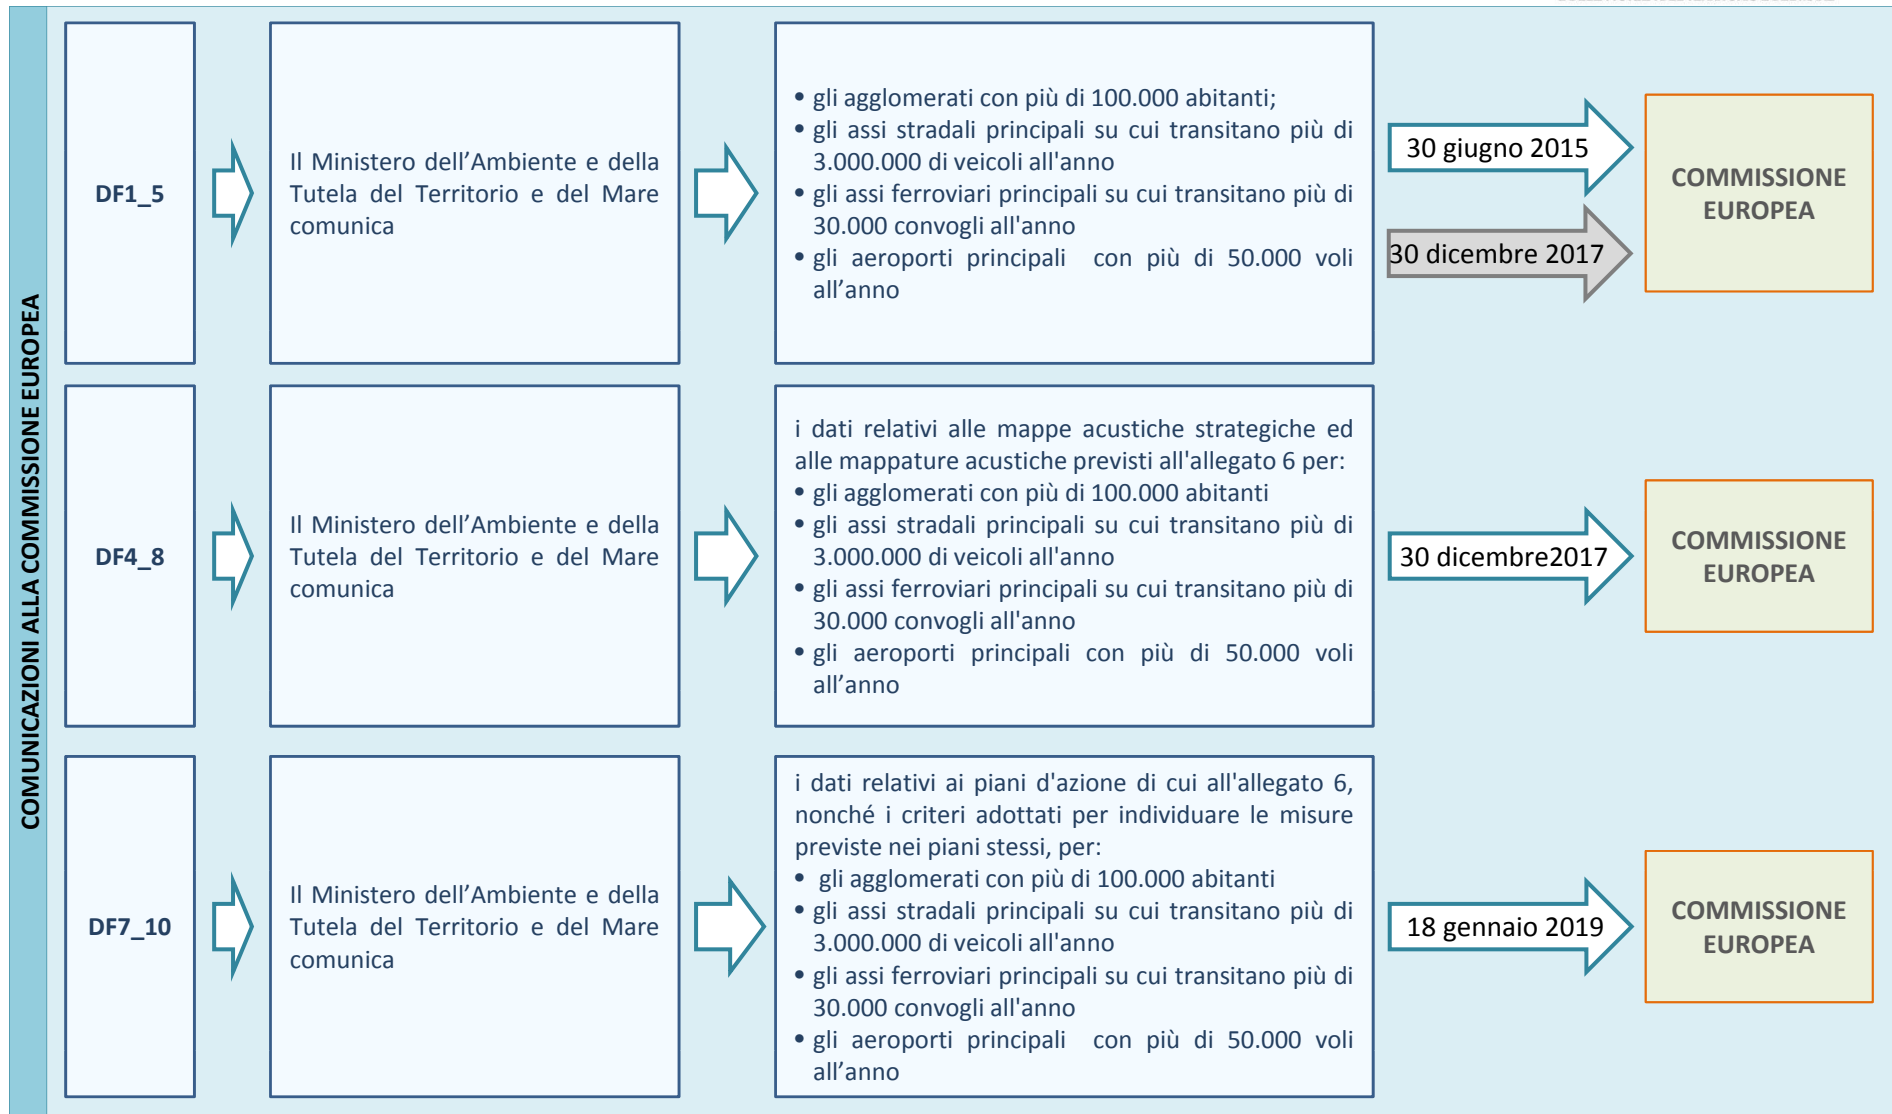 COMUNICAZIONI ALLA COMMISSIONE EUROPEA
DF1_5
Il Ministero dell’Ambiente e della
Tutela del Territorio e del Mare
comunica
• gli agglomerati con più di 100.000 abitanti;
• gli assi stradali principali su cui transitano più di
3.000.000 di veicoli all'anno
• gli assi ferroviari principali su cui transitano più di
30.000 convogli all'anno
• gli aeroporti principali con più di 50.000 voli
all’anno
30 giugno 2015
30 dicembre 2017
COMMISSIONE
EUROPEA
DF4_8
Il Ministero dell’Ambiente e della
Tutela del Territorio e del Mare
comunica
i dati relativi alle mappe acustiche strategiche ed
alle mappature acustiche previsti all'allegato 6 per:
• gli agglomerati con più di 100.000 abitanti
• gli assi stradali principali su cui transitano più di
3.000.000 di veicoli all'anno
• gli assi ferroviari principali su cui transitano più di
30.000 convogli all'anno
• gli aeroporti principali con più di 50.000 voli
all’anno
30 dicembre2017
COMMISSIONE
EUROPEA
DF7_10
Il Ministero dell’Ambiente e della
Tutela del Territorio e del Mare
comunica
i dati relativi ai piani d'azione di cui all'allegato 6,
nonché i criteri adottati per individuare le misure
previste nei piani stessi, per:
• gli agglomerati con più di 100.000 abitanti
• gli assi stradali principali su cui transitano più di
3.000.000 di veicoli all'anno
• gli assi ferroviari principali su cui transitano più di
30.000 convogli all'anno
• gli aeroporti principali con più di 50.000 voli
all’anno
18 gennaio 2019
COMMISSIONE
EUROPEA